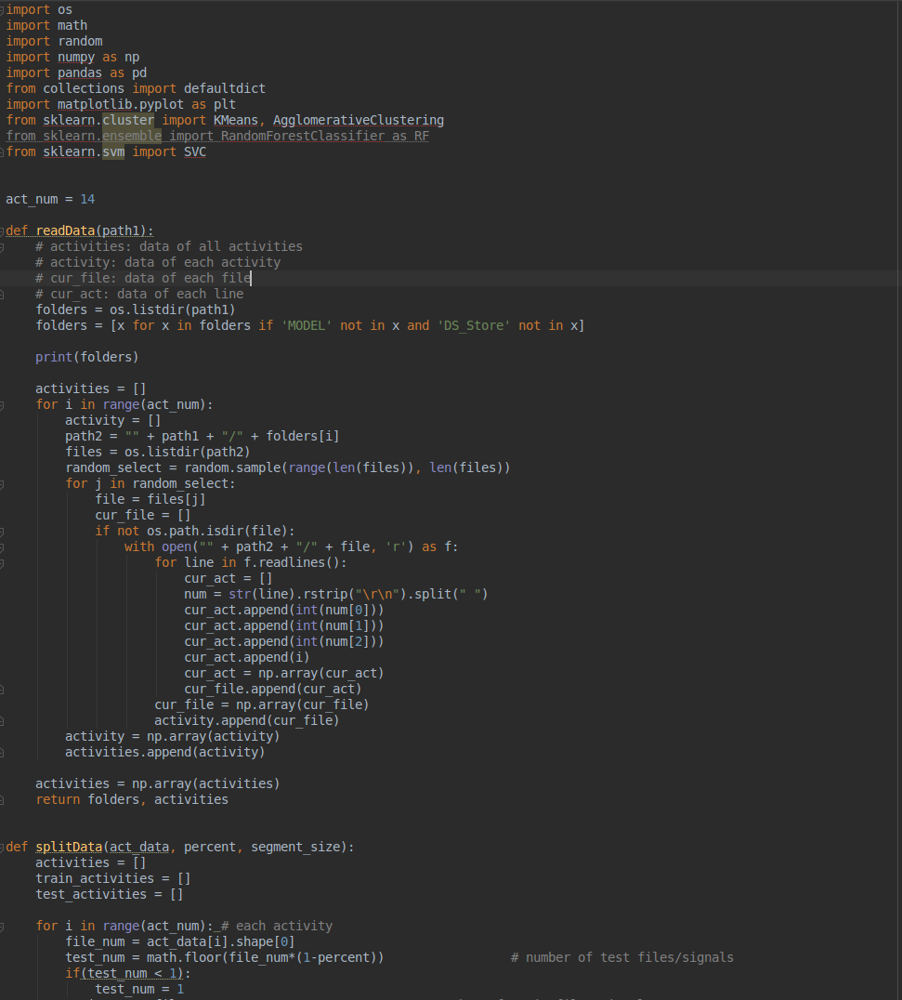 import os
import math
import random
import numpy as np
import pandas as pd
from collections import defaultdict
import matplotlib.pyplot as plt
from sklearn.cluster import KMeans, AgglomerativeClustering
from sklearn.ensemble import RandomForestClassifier as RF
from sklearn.svm import SVC


act_num = 14

def readData(path1):
    # activities: data of all activities
    # activity: data of each activity
    # cur_file: data of each file
    # cur_act: data of each line
    folders = os.listdir(path1)
    folders = [x for x in folders if 'MODEL' not in x and 'DS_Store' not in x]

    print(folders)

    activities = []
    for i in range(act_num):
        activity = []
        path2 = "" + path1 + "/" + folders[i]
        files = os.listdir(path2)
        random_select = random.sample(range(len(files)), len(files))
        for j in random_select:
            file = files[j]
            cur_file = []
            if not os.path.isdir(file):
                with open("" + path2 + "/" + file, 'r') as f:
                    for line in f.readlines():
                        cur_act = []
                        num = str(line).rstrip("\r\n").split(" ")
                        cur_act.append(int(num[0]))
                        cur_act.append(int(num[1]))
                        cur_act.append(int(num[2]))
                        cur_act.append(i)
                        cur_act = np.array(cur_act)
                        cur_file.append(cur_act)
                    cur_file = np.array(cur_file)
                    activity.append(cur_file)
        activity = np.array(activity)
        activities.append(activity)

    activities = np.array(activities)
    return folders, activities


def splitData(act_data, percent, segment_size):
    activities = []
    train_activities = []
    test_activities = []

    for i in range(act_num): # each activity
        file_num = act_data[i].shape[0]
        test_num = math.floor(file_num*(1-percent))                 # number of test files/signals
        if(test_num < 1):
            test_num = 1